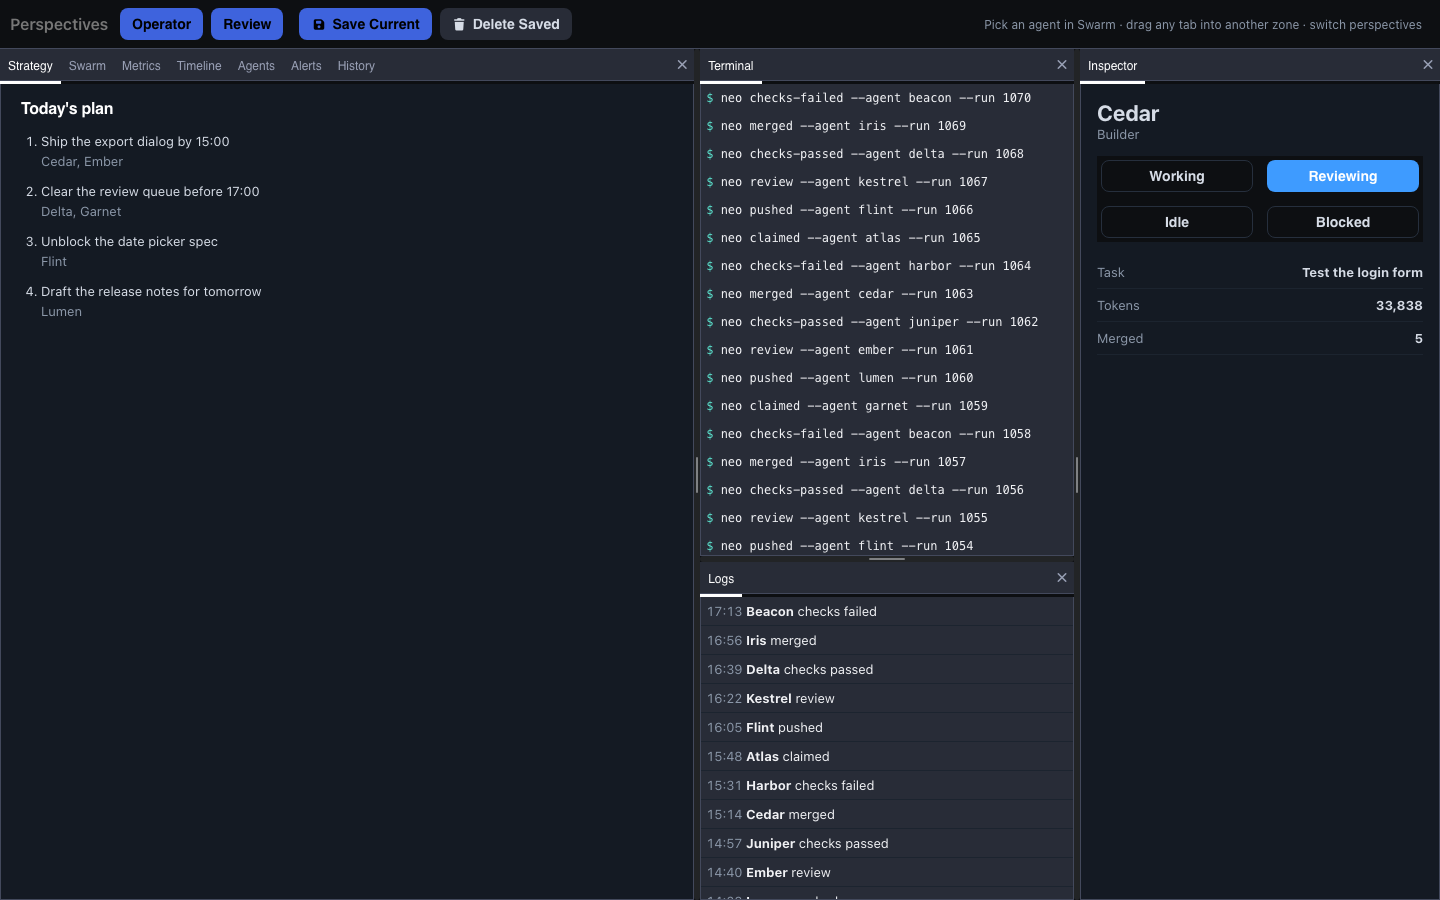 Perspectives Operator Review Save Current Delete Saved Pick an agent in Swarm · drag any tab into another zone · switch perspectives
Strategy Swarm Metrics Timeline Agents Alerts History
Today's plan
1. Ship the export dialog by 15:00
Cedar, Ember
2. Clear the review queue before 17:00
Delta, Garnet
3. Unblock the date picker spec
Flint
4. Draft the release notes for tomorrow
Lumen
Terminal
$ neo checks-failed --agent beacon --run 1070
$ neo merged --agent iris --run 1069
$ neo checks-passed --agent delta --run 1068
$ neo review --agent kestrel --run 1067
$ neo pushed --agent flint --run 1066
$ neo claimed --agent atlas --run 1065
$ neo checks-failed --agent harbor --run 1064
$ neo merged --agent cedar --run 1063
$ neo checks-passed --agent juniper --run 1062
$ neo review --agent ember --run 1061
$ neo pushed --agent lumen --run 1060
$ neo claimed --agent garnet --run 1059
$ neo checks-failed --agent beacon --run 1058
$ neo merged --agent iris --run 1057
$ neo checks-passed --agent delta --run 1056
$ neo review --agent kestrel --run 1055
$ neo pushed --agent flint --run 1054
Logs
17:13 Beacon checks failed
16:56 Iris merged
16:39 Delta checks passed
16:22 Kestrel review
16:05 Flint pushed
15:48 Atlas claimed
15:31 Harbor checks failed
15:14 Cedar merged
14:57 Juniper checks passed
14:40 Ember review
Inspector
Cedar
Builder
Working Reviewing
Idle Blocked
Task Test the login form
Tokens 33,838
Merged 5